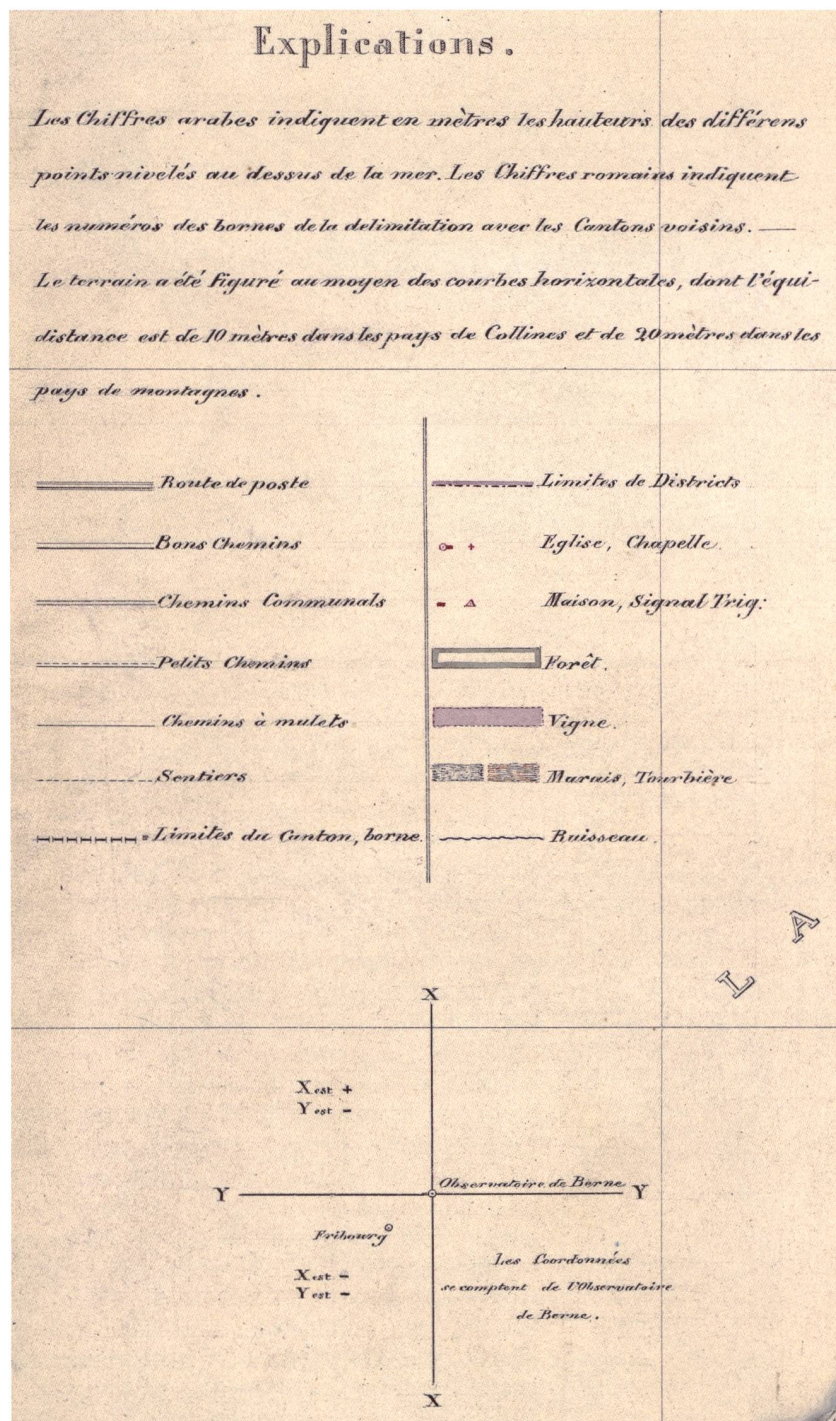 Explications.
Les Chiffres arabes indiquent en mètres les hauteurs des différens
points nivelés au dessus de la mer. Les Chiffres romains indiquent
les numéros des bornes de la delimitation avec les Cantons voisins. —
Le terrain a été figuré au moyen des courbes horizontales, dont l'équi-
distance est de 10 mètres dans les pays de Collines et de 20 mètres dans les
pays de montagnes.
Route de poste
Bons Chemins
Chemins Communals
Petits Chemins
Chemins à mulets
Sentiers
Limites du Canton, borne.
Limites de Districts
Eglise, Chapelle.
Maison, Signal Trig:
Forêt.
Vigne.
Marais, Tourbière
Ruisseau.
L A
X
X est +
Y est -
Y
Observatoire de Berne
Y
Fribourg
X est -
Y est -
Les Coordonnées
se comptent de l'Observatoire
de Berne.
X